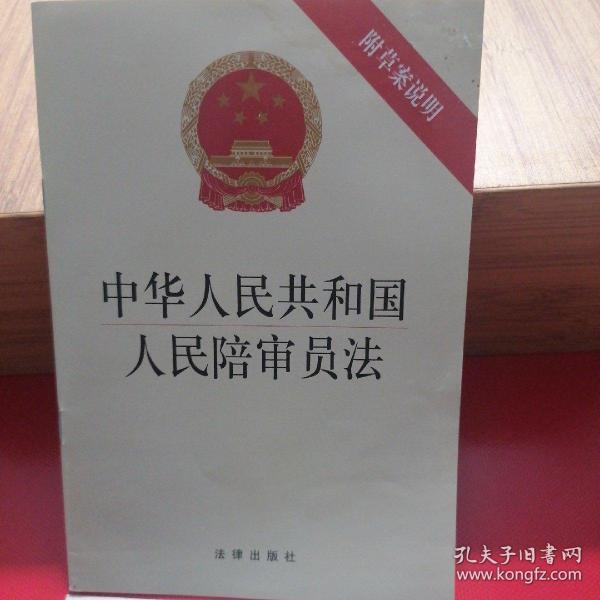 附草案说明
中华人民共和国
人民陪审员法
法律出版社
孔夫子旧书网
www.kongfz.com